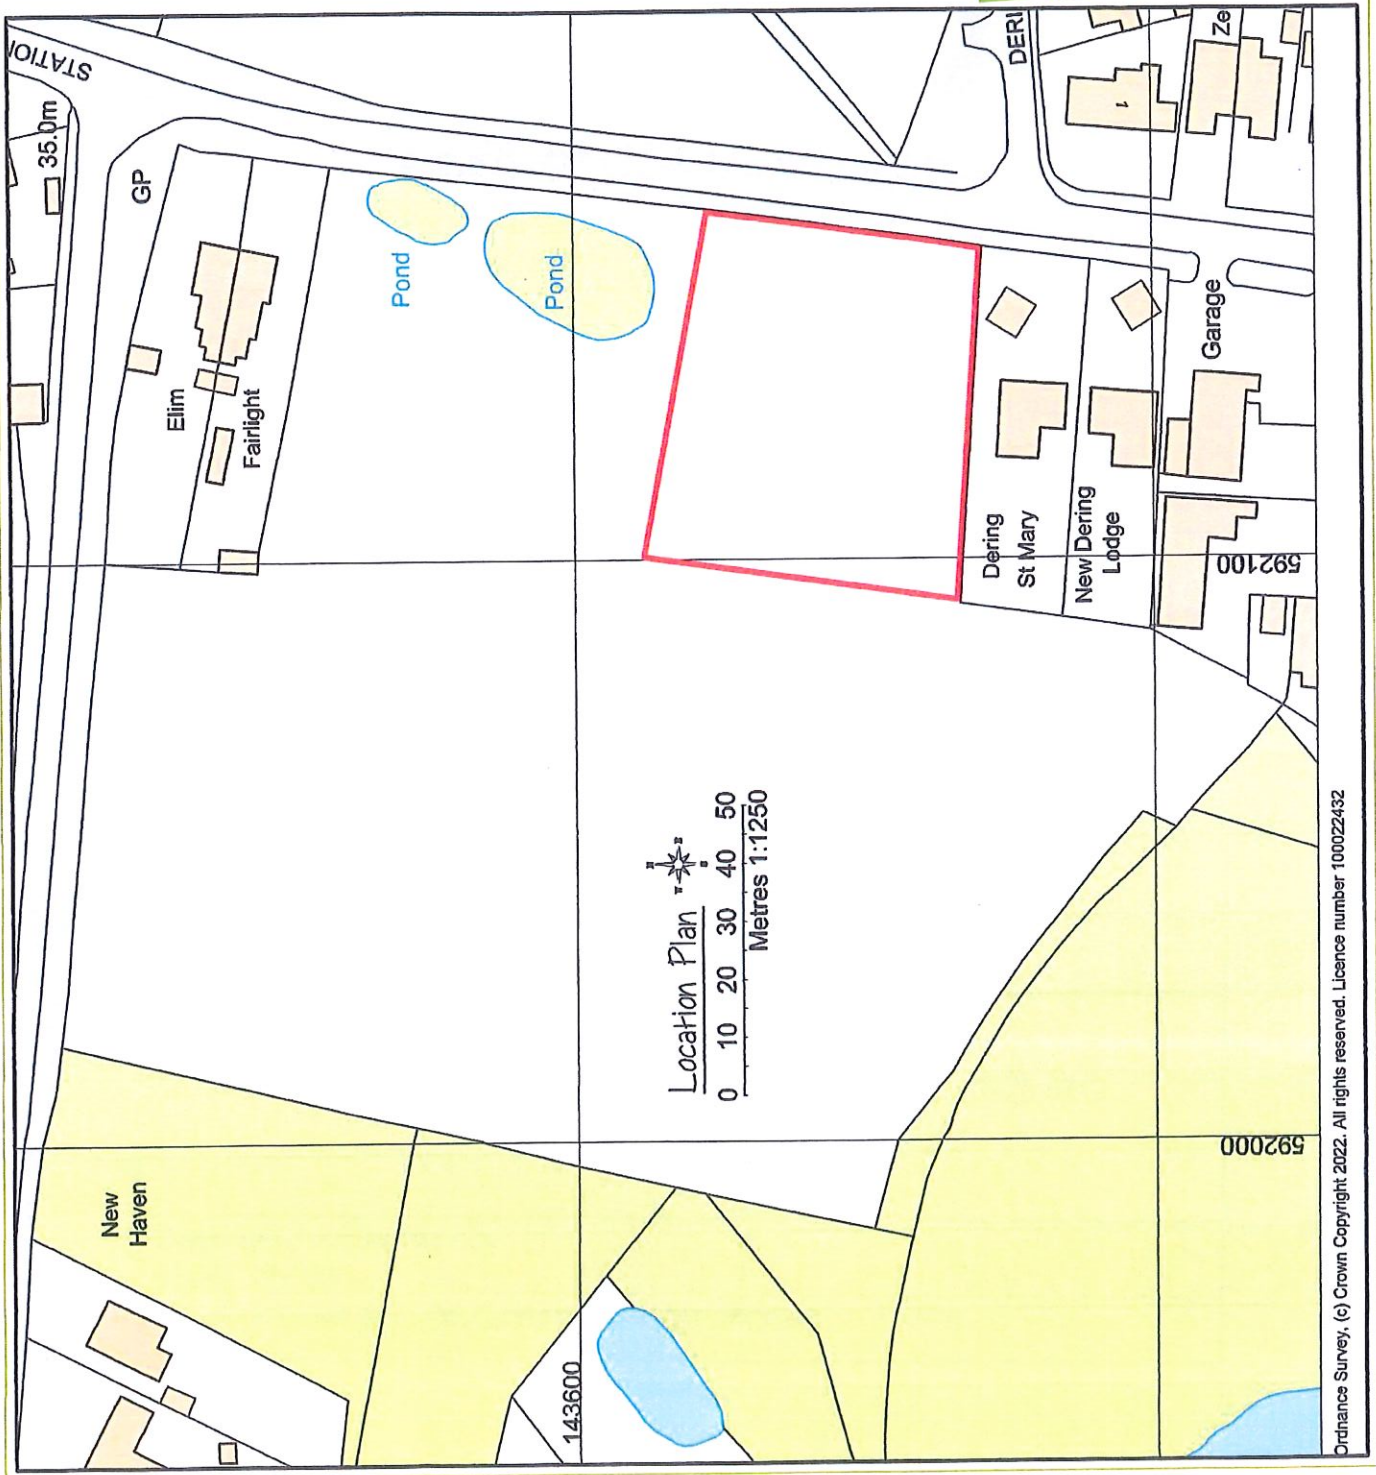 STATIO
35.0m
GP
Elim
Fairlight
Pond
Pond
DERI
1
Ze
Garage
Dering
St Mary
New Dering
Lodge
592100
Location Plan
N
E
S
W
0 10 20 30 40 50
Metres 1:1250
New
Haven
143600
592000
Ordnance Survey, (c) Crown Copyright 2022. All rights reserved. Licence number 100022432